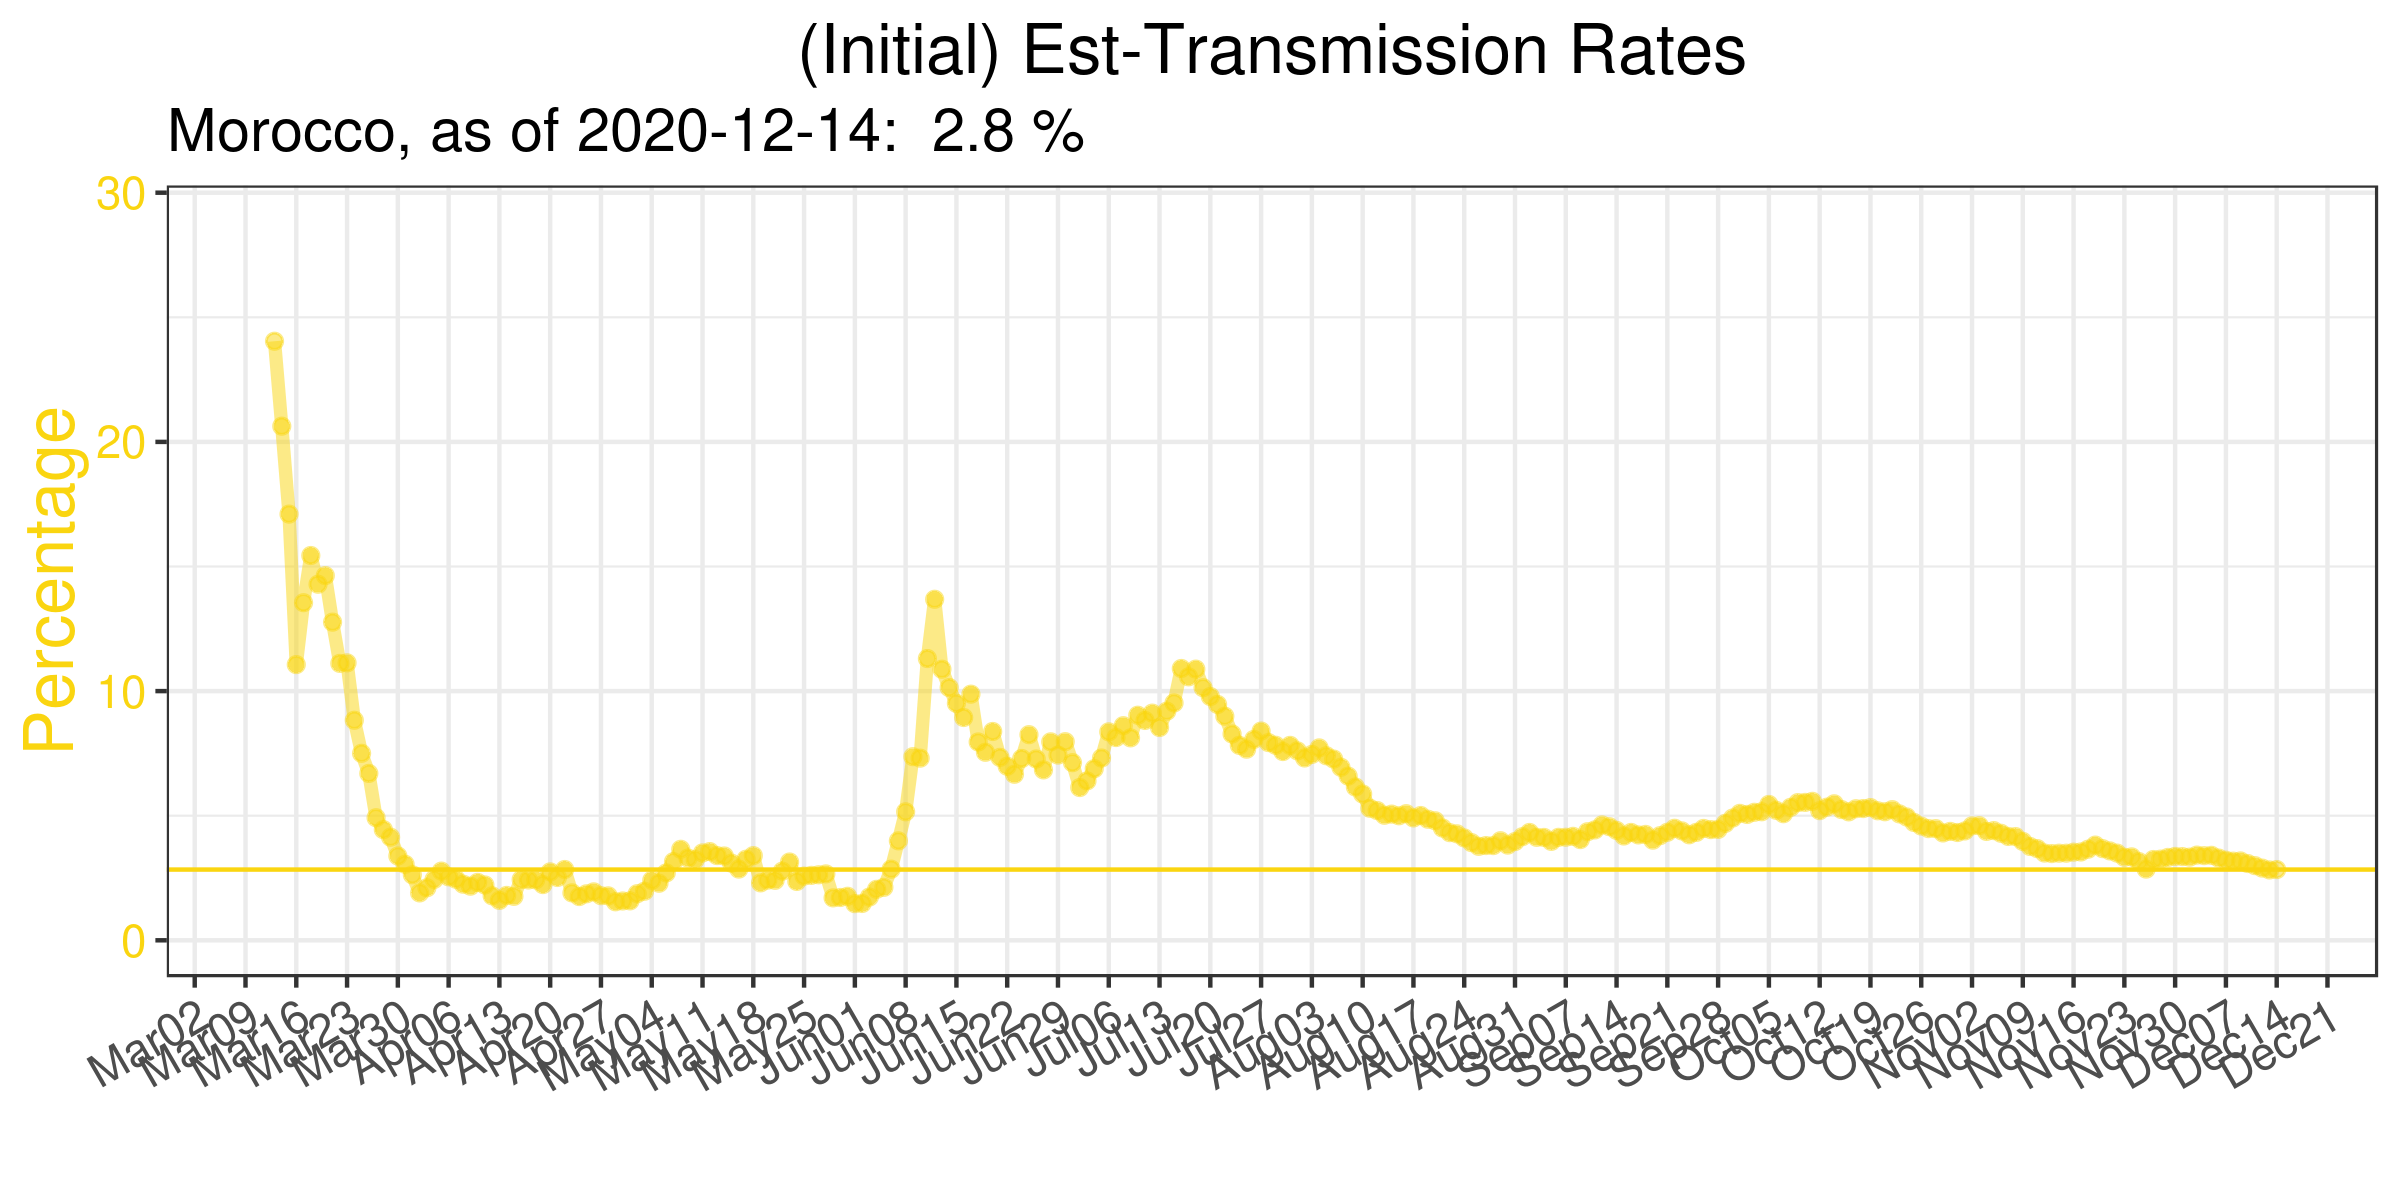 (Initial) Est-Transmission Rates
Morocco, as of 2020-12-14:  2.8 %
Percentage
30
20
10
0
Mar02
Mar09
Mar16
Mar23
Mar30
Apr06
Apr13
Apr20
Apr27
May04
May11
May18
May25
Jun01
Jun08
Jun15
Jun22
Jun29
Jul06
Jul13
Jul20
Jul27
Aug03
Aug10
Aug17
Aug24
Aug31
Sep07
Sep14
Sep21
Sep28
Oct05
Oct12
Oct19
Oct26
Nov02
Nov09
Nov16
Nov23
Nov30
Dec07
Dec14
Dec21